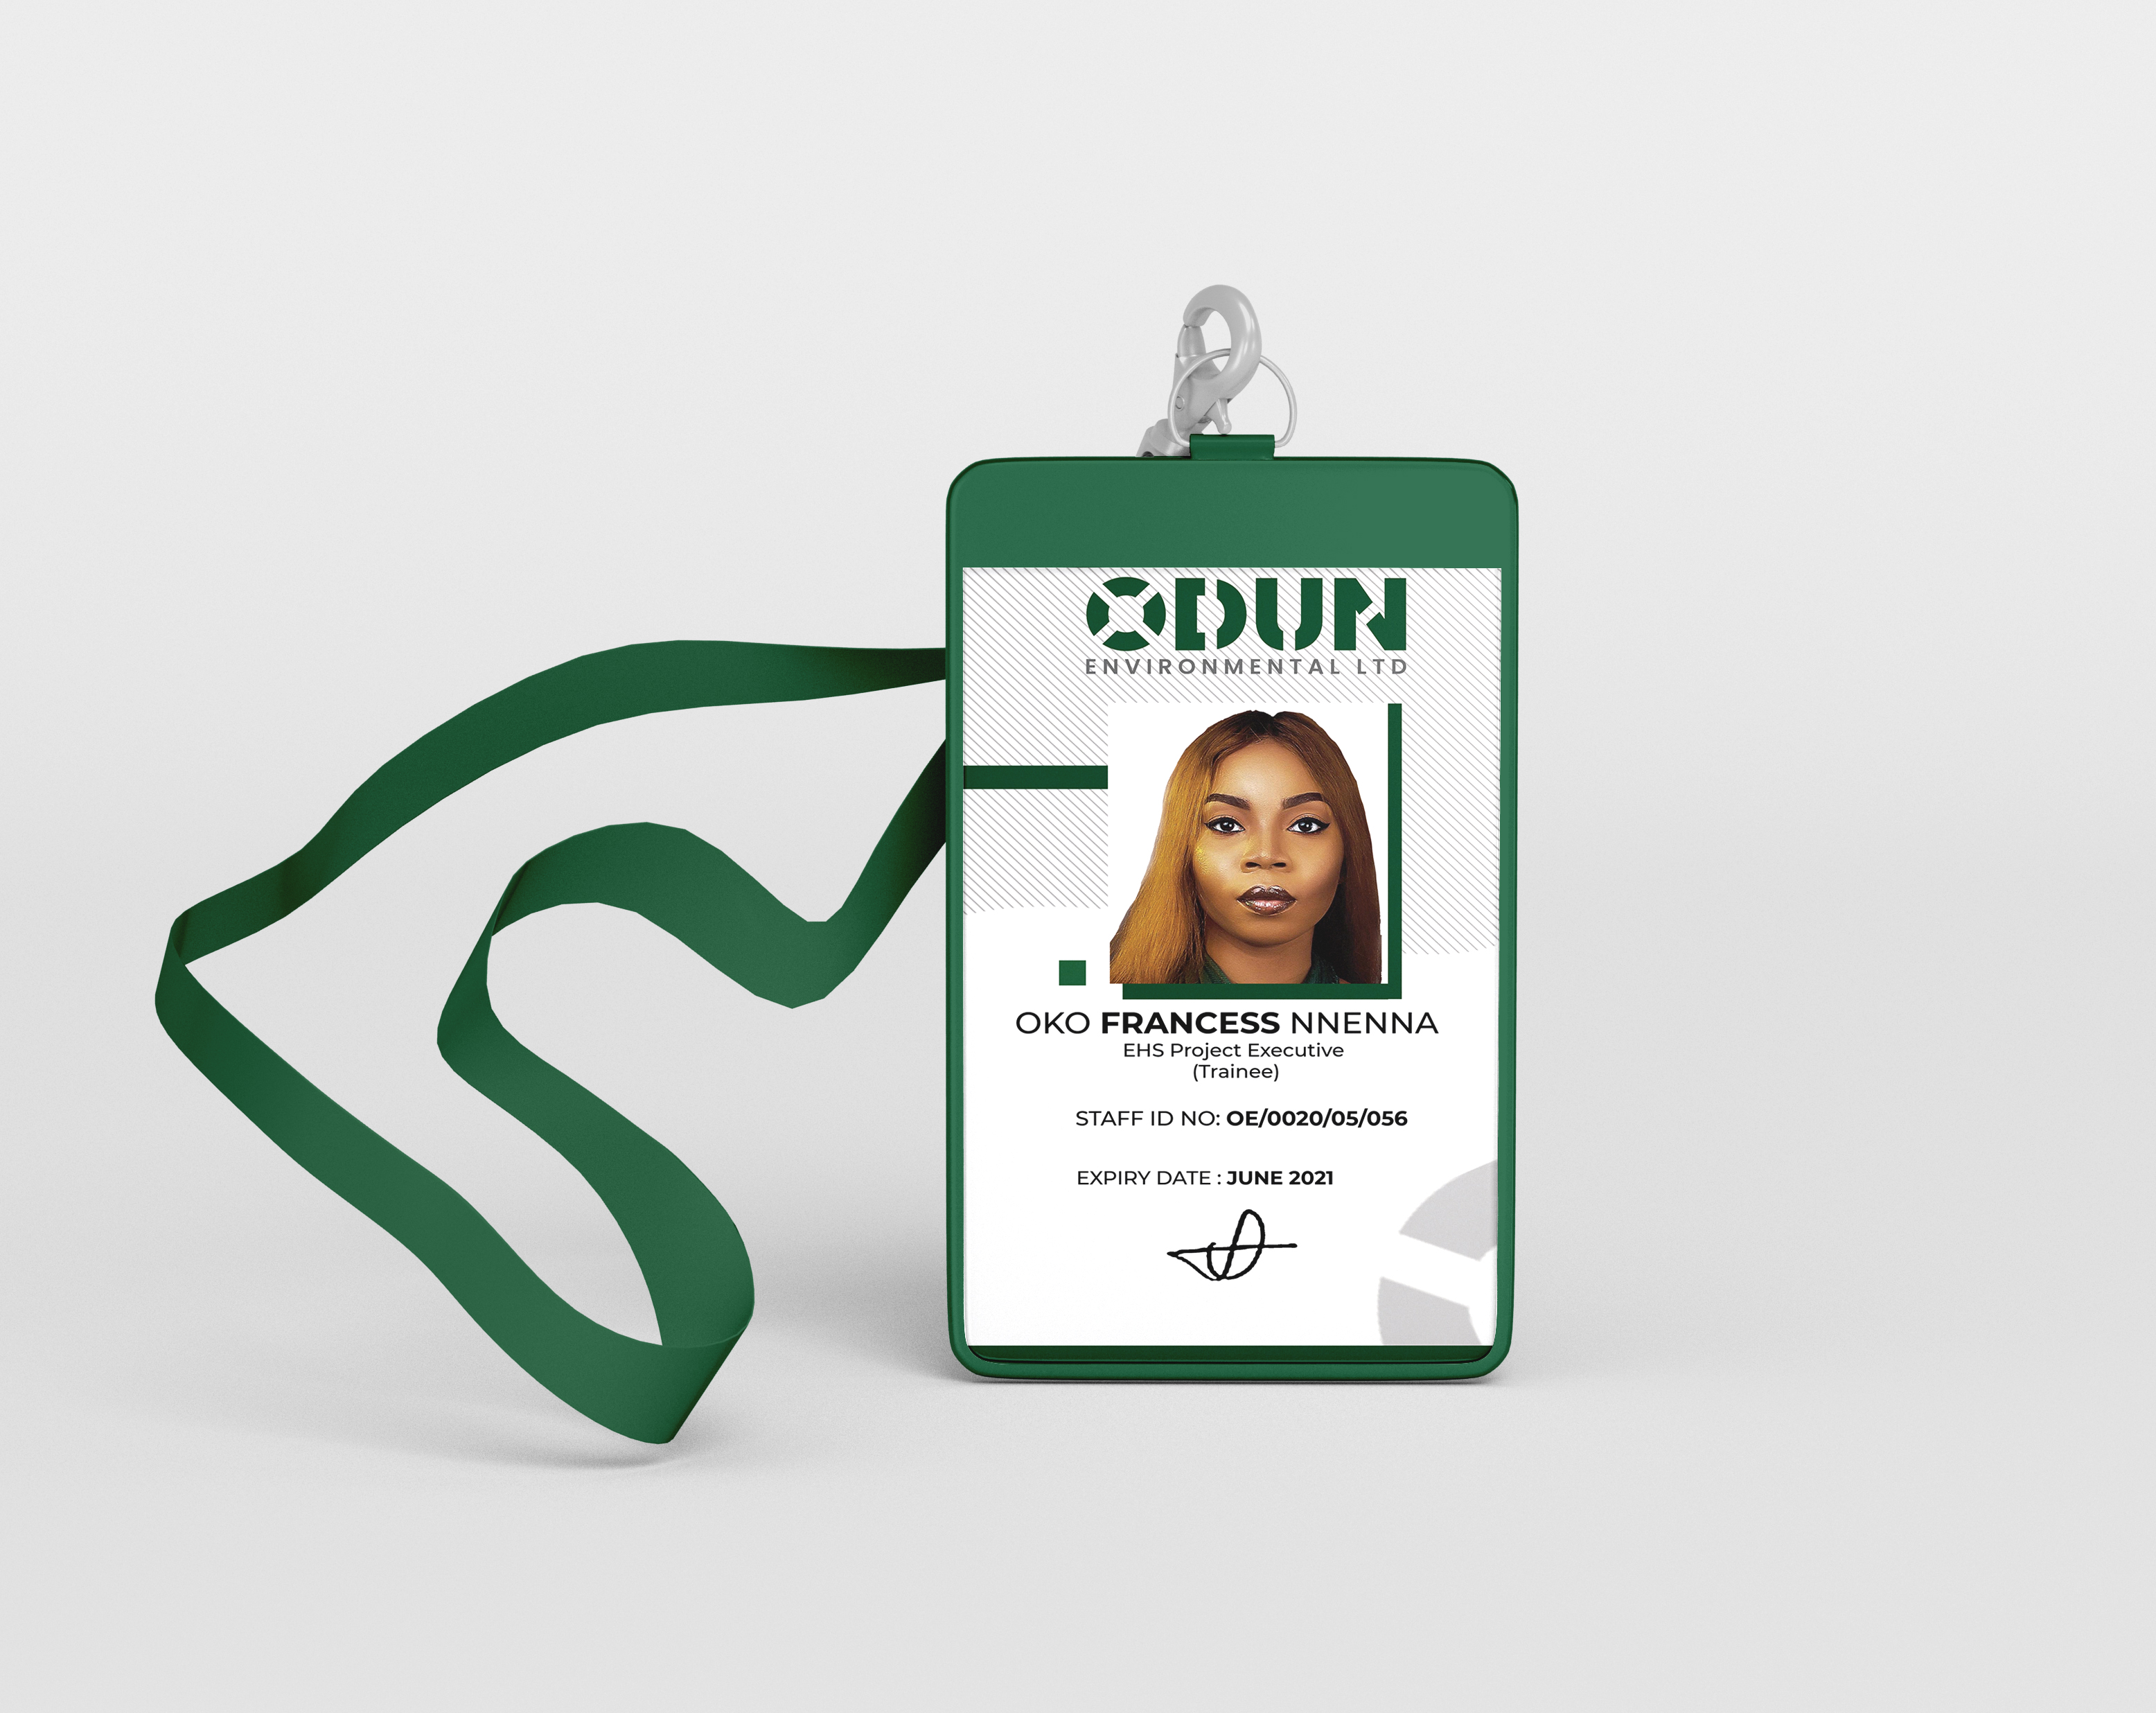 ODUN
ENVIRONMENTAL LTD
OKO FRANCESS NNENNA
EHS Project Executive
(Trainee)
STAFF ID NO: OE/0020/05/056
EXPIRY DATE : JUNE 2021